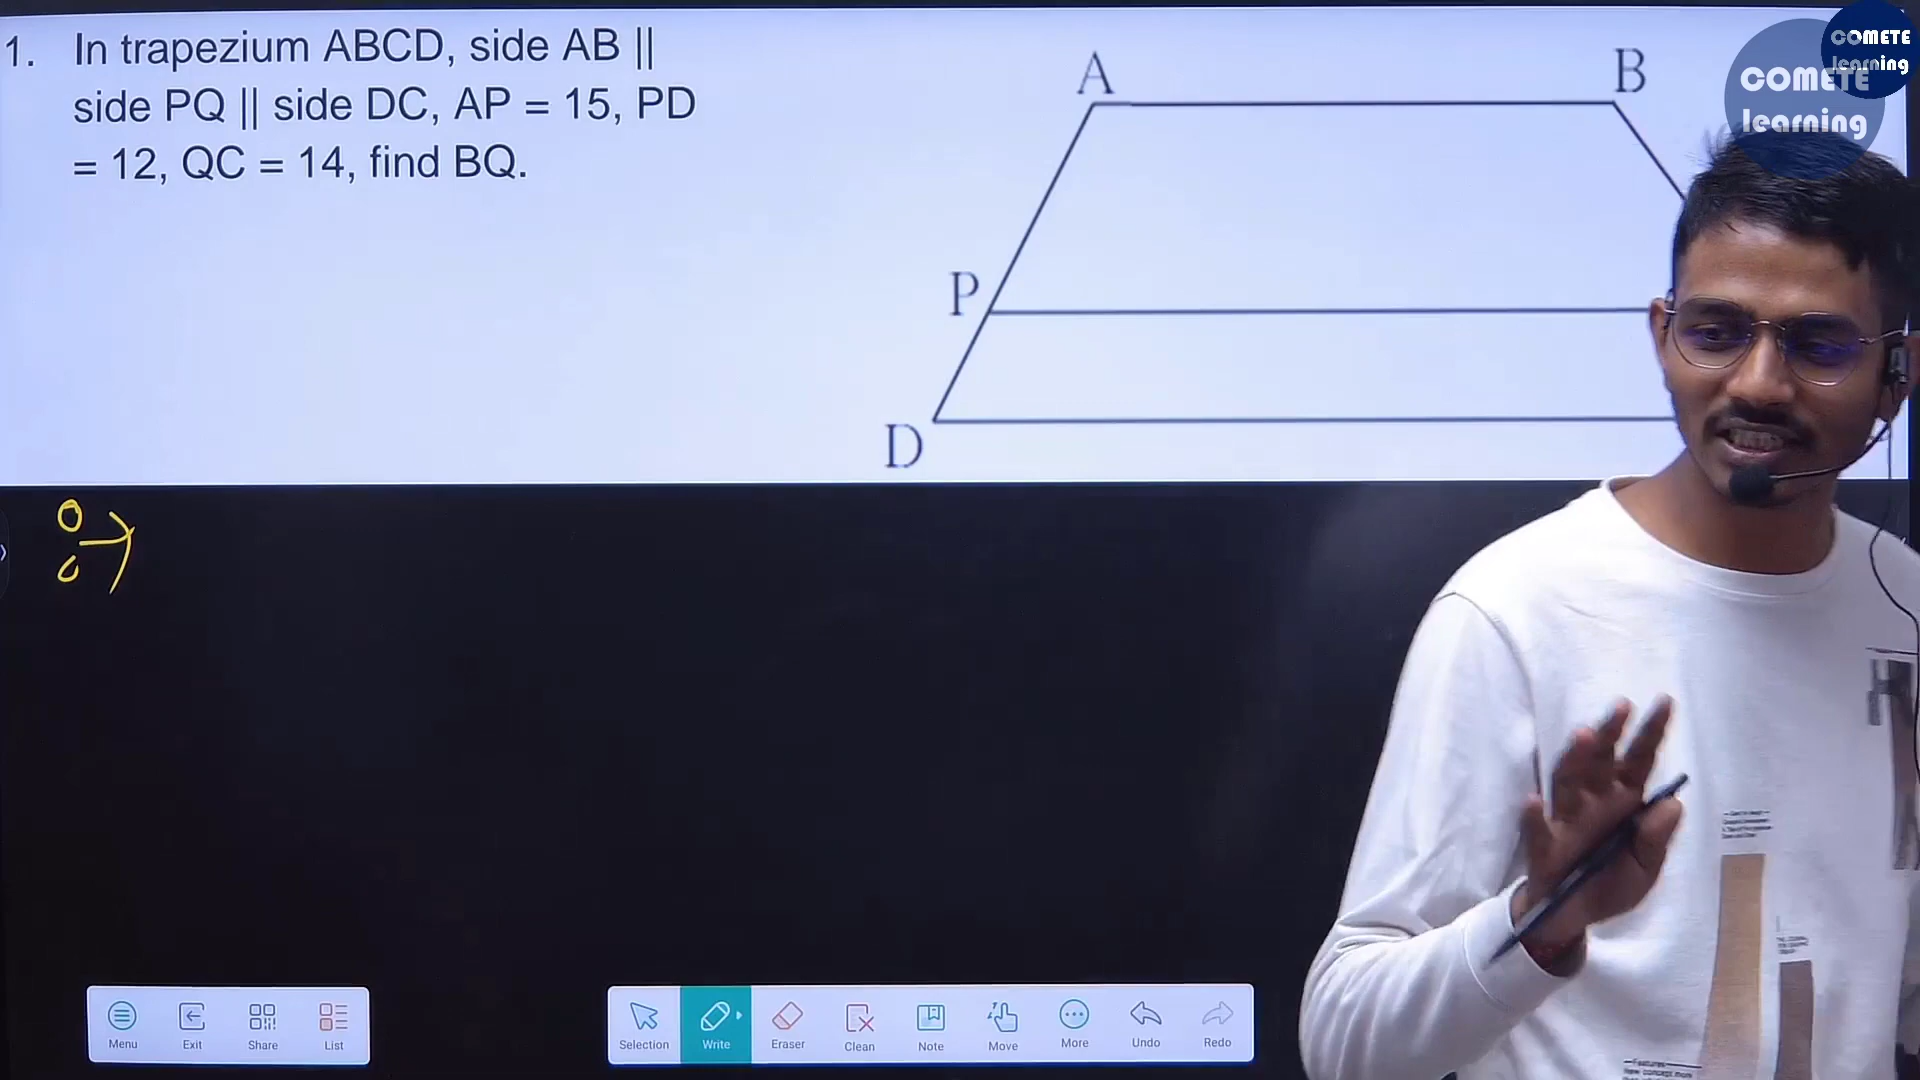 1. In trapezium ABCD, side AB ||
side PQ || side DC, AP = 15, PD
= 12, QC = 14, find BQ.
A
B
P
D
COMETE
learning
COMETE
learning
Menu
Exit
Share
List
Selection
Write
Eraser
Clean
Note
Move
More
Undo
Redo